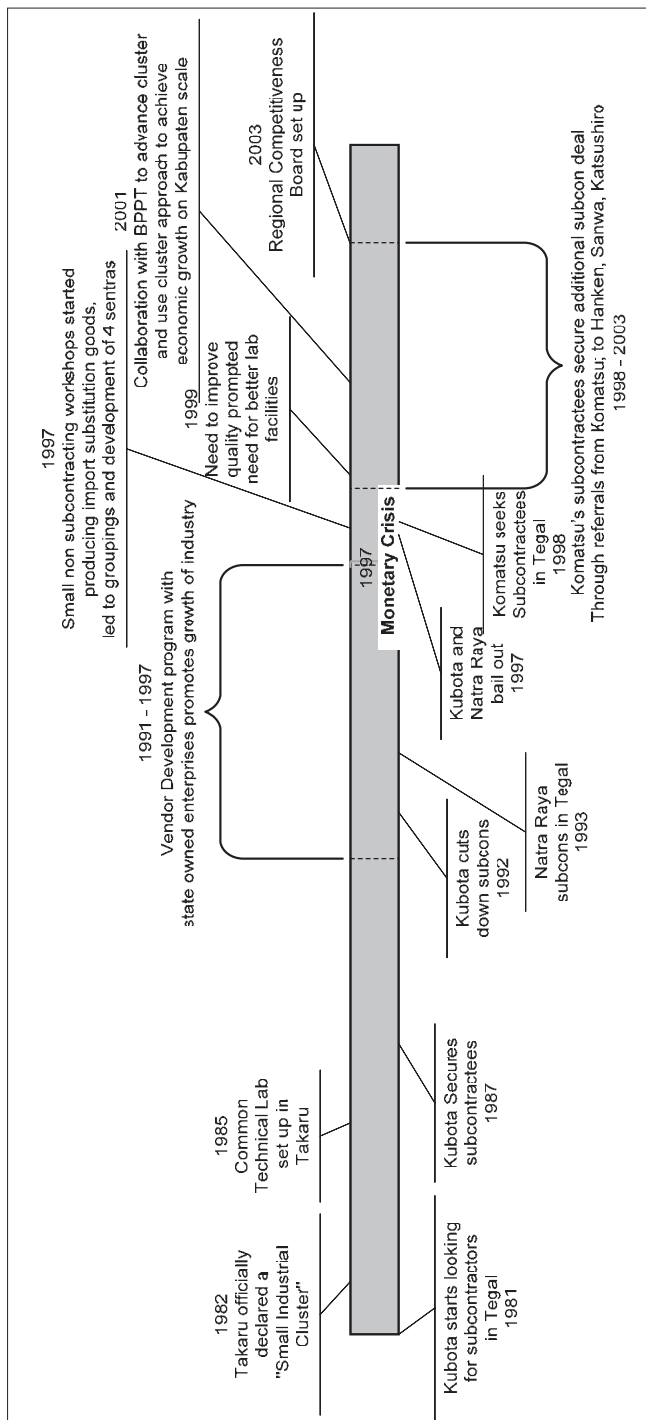 1982
Takaru officially
declared a
"Small Industrial
Cluster"
1985
Common
Technical Lab
set up in
Takaru
1991 - 1997
Vendor Development program with
state owned enterprises promotes growth of industry
1997
Small non subcontracting workshops started
producing import substitution goods,
led to groupings and development of 4 sentras
1999
Need to improve
quality prompted
need for better lab
facilities
2001
Collaboration with BPPT to advance cluster
and use cluster approach to achieve
economic growth on Kabupaten scale
2003
Regional Competitiveness
Board set up
1997
Monetary Crisis
Kubota starts looking
for subcontractors
in Tegal
1981
Kubota Secures
subcontractees
1987
Kubota cuts
down subcons
1992
Natra Raya
subcons in Tegal
1993
Kubota and
Natra Raya
bail out
1997
Komatsu seeks
Subcontractees
in Tegal
1998
Komatsu's subcontractees secure additional subcon deal
Through referrals from Komatsu; to Hanken, Sanwa, Katsushiro
1998 - 2003